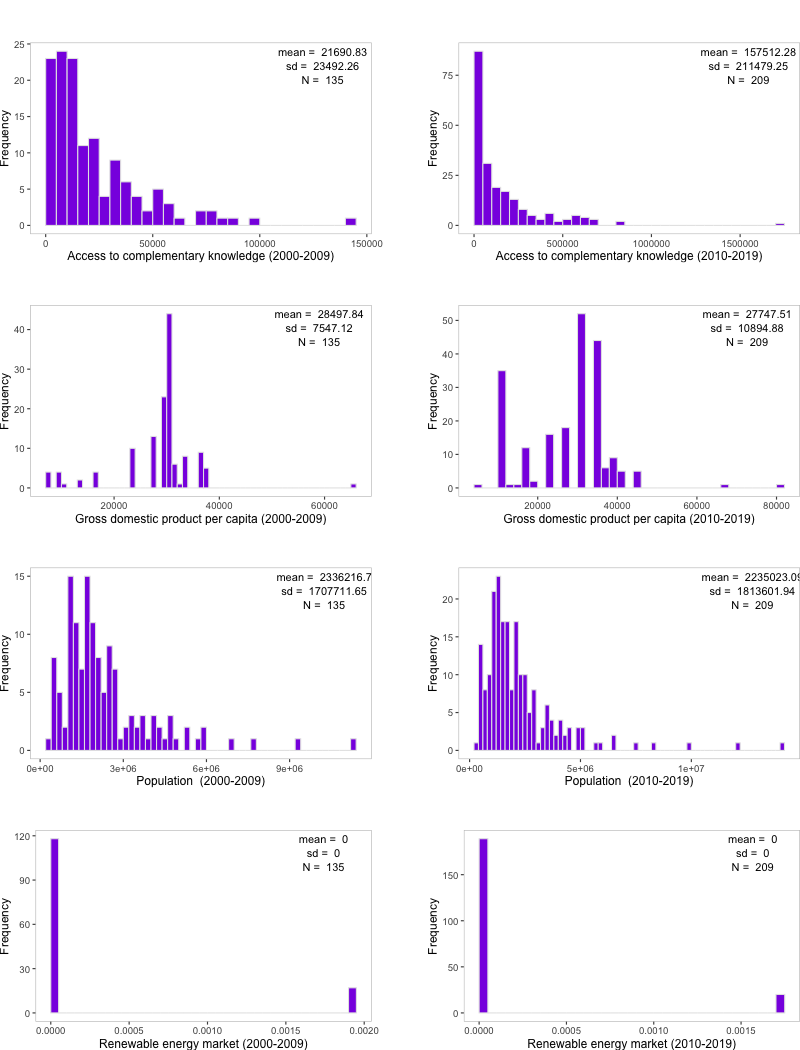 mean = 21690.83
sd = 23492.26
N = 135
25
20
15
10
5
0
Frequency
0 50000 100000 150000
Access to complementary knowledge (2000-2009)
mean = 157512.28
sd = 211479.25
N = 209
75
50
25
0
Frequency
0 500000 1000000 1500000
Access to complementary knowledge (2010-2019)
mean = 28497.84
sd = 7547.12
N = 135
40
30
20
10
0
Frequency
20000 40000 60000
Gross domestic product per capita (2000-2009)
mean = 27747.51
sd = 10894.88
N = 209
50
40
30
20
10
0
Frequency
20000 40000 60000 80000
Gross domestic product per capita (2010-2019)
mean = 2336216.7
sd = 1707711.65
N = 135
15
10
5
0
Frequency
0e+00 3e+06 6e+06 9e+06
Population (2000-2009)
mean = 2235023.09
sd = 1813601.94
N = 209
20
15
10
5
0
Frequency
0e+00 5e+06 1e+07
Population (2010-2019)
mean = 0
sd = 0
N = 135
120
90
60
30
0
Frequency
0.0000 0.0005 0.0010 0.0015 0.0020
Renewable energy market (2000-2009)
mean = 0
sd = 0
N = 209
150
100
50
0
Frequency
0.0000 0.0005 0.0010 0.0015
Renewable energy market (2010-2019)